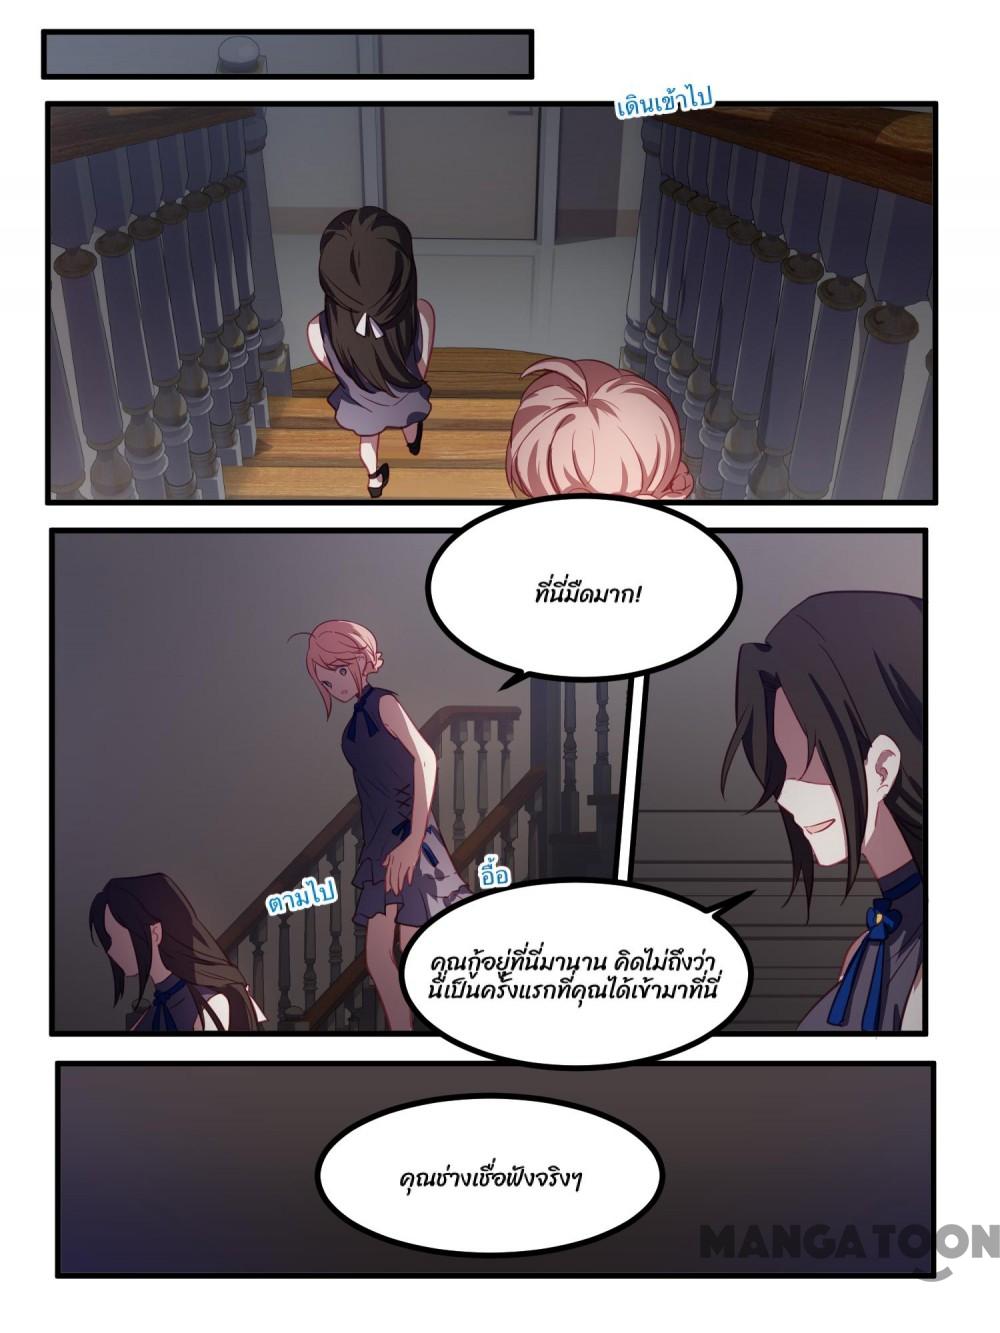 เดินเข้าไป
ที่นี่มืดมาก!
ตามไป
อื้อ
คุณกู้อยู่ที่นี่มานาน คิดไม่ถึงว่า
นี่เป็นครั้งแรกที่คุณได้เข้ามาที่นี่
คุณช่างเชื่อฟังจริงๆ
MANGATOON